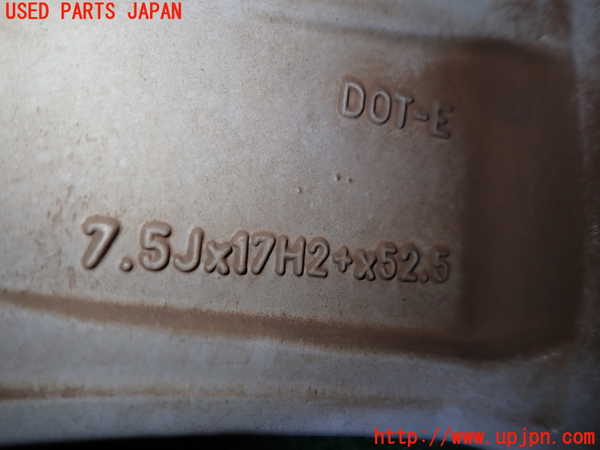 USED PARTS JAPAN
DOT-E
7.5Jx17H2+x52.5
http://www.upjpn.com/